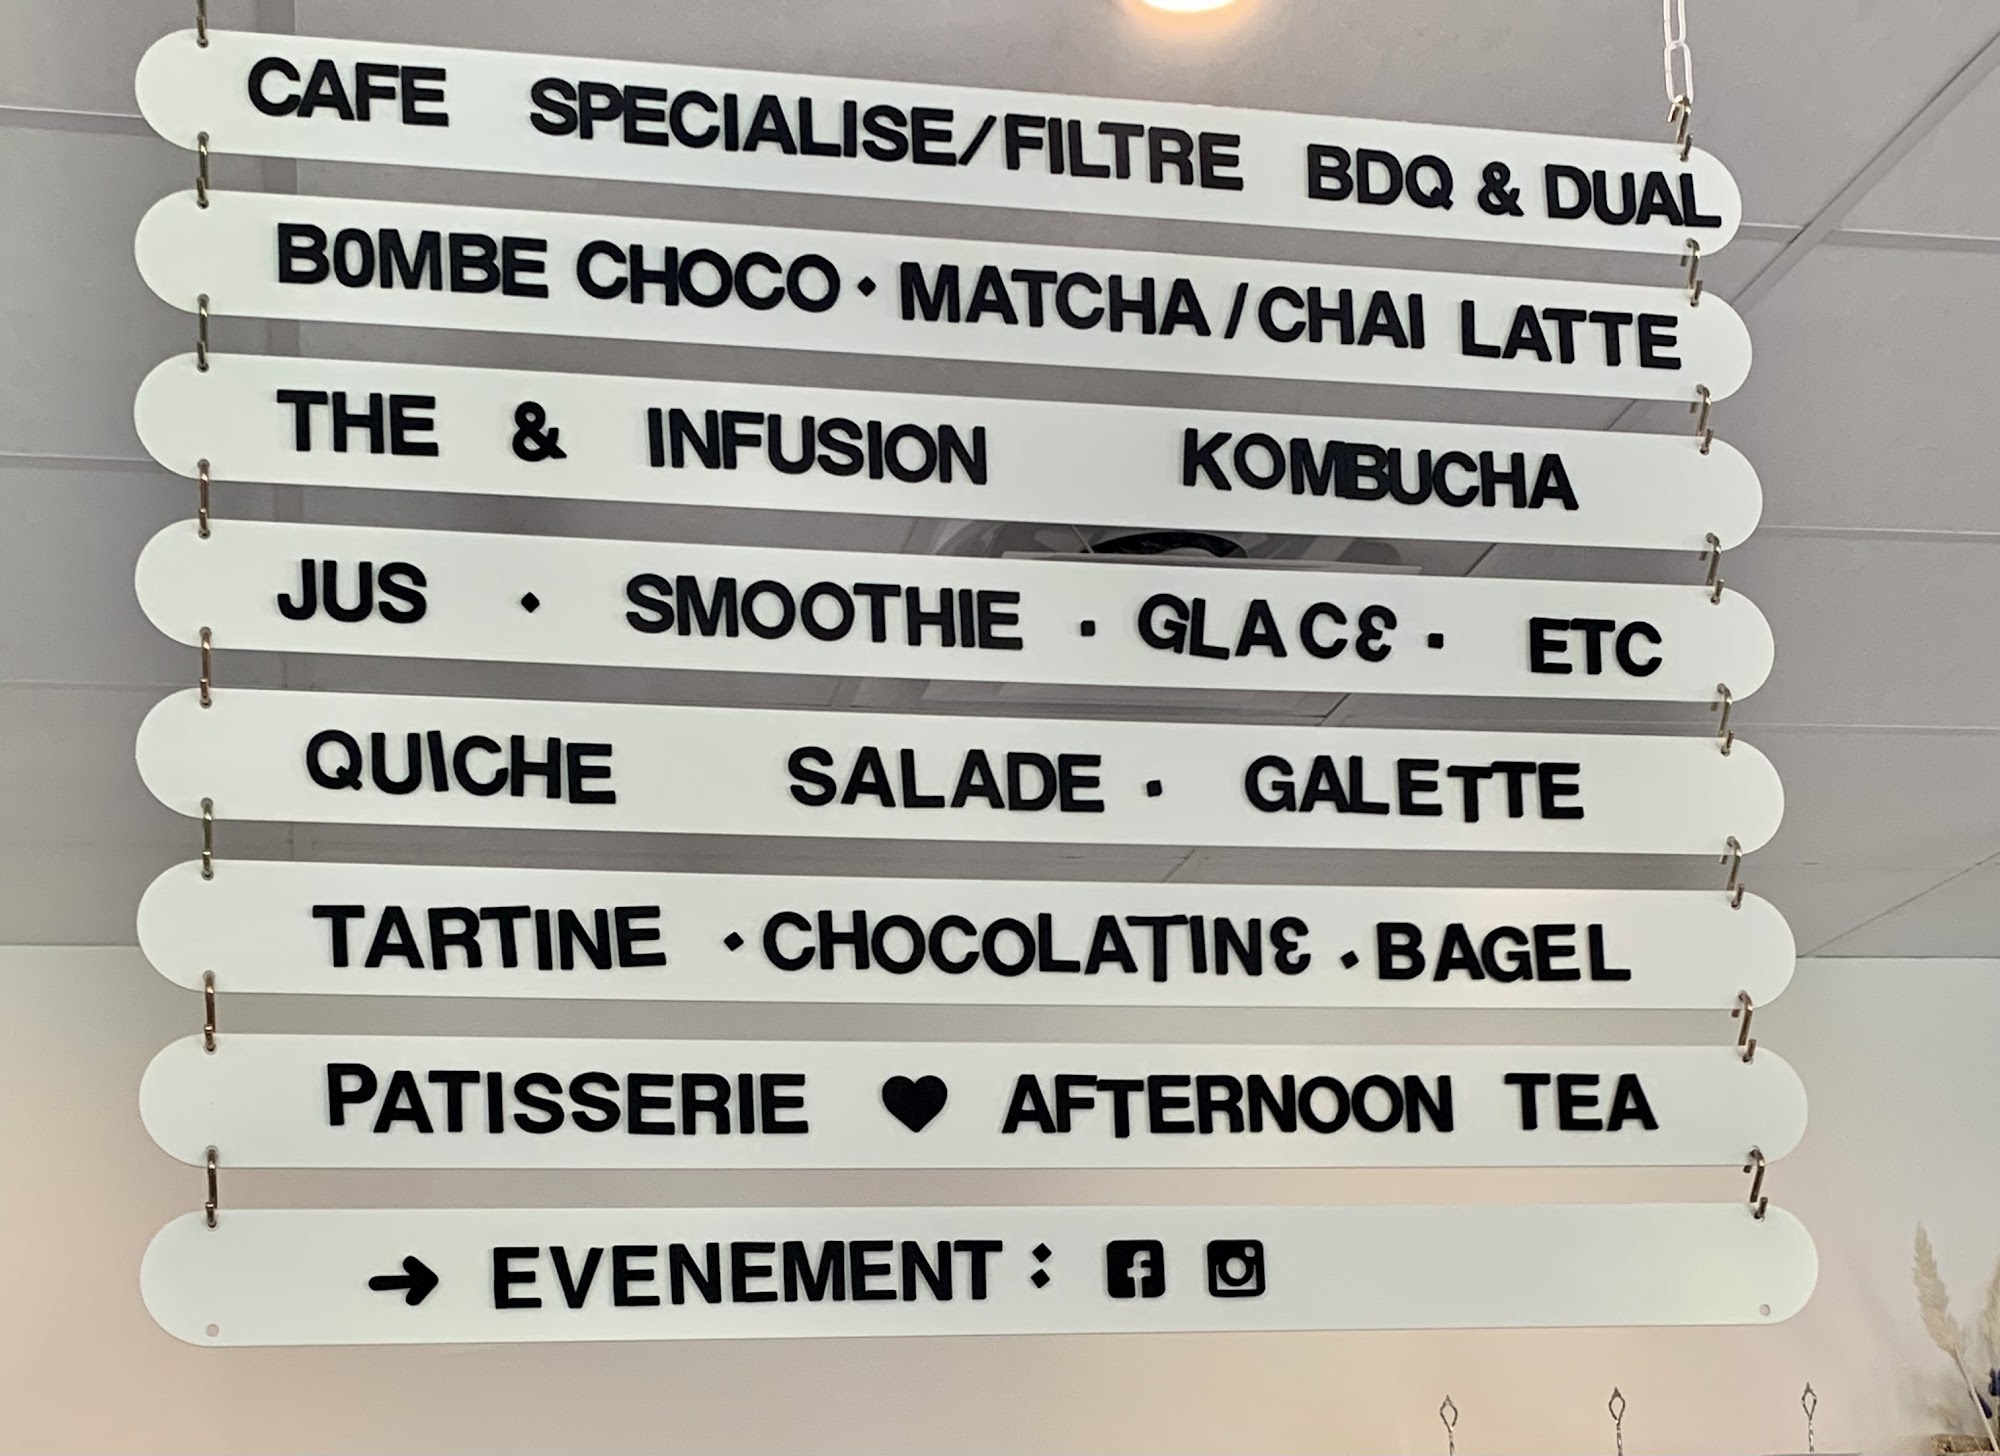 CAFE SPECIALISE/FILTRE BDQ & DUAL
BOMBE CHOCO · MATCHA / CHAI LATTE
THE & INFUSION KOMBUCHA
JUS · SMOOTHIE · GLACE · ETC
QUICHE SALADE · GALETTE
TARTINE · CHOCOLATINE · BAGEL
PATISSERIE ♥ AFTERNOON TEA
→ EVENEMENT :